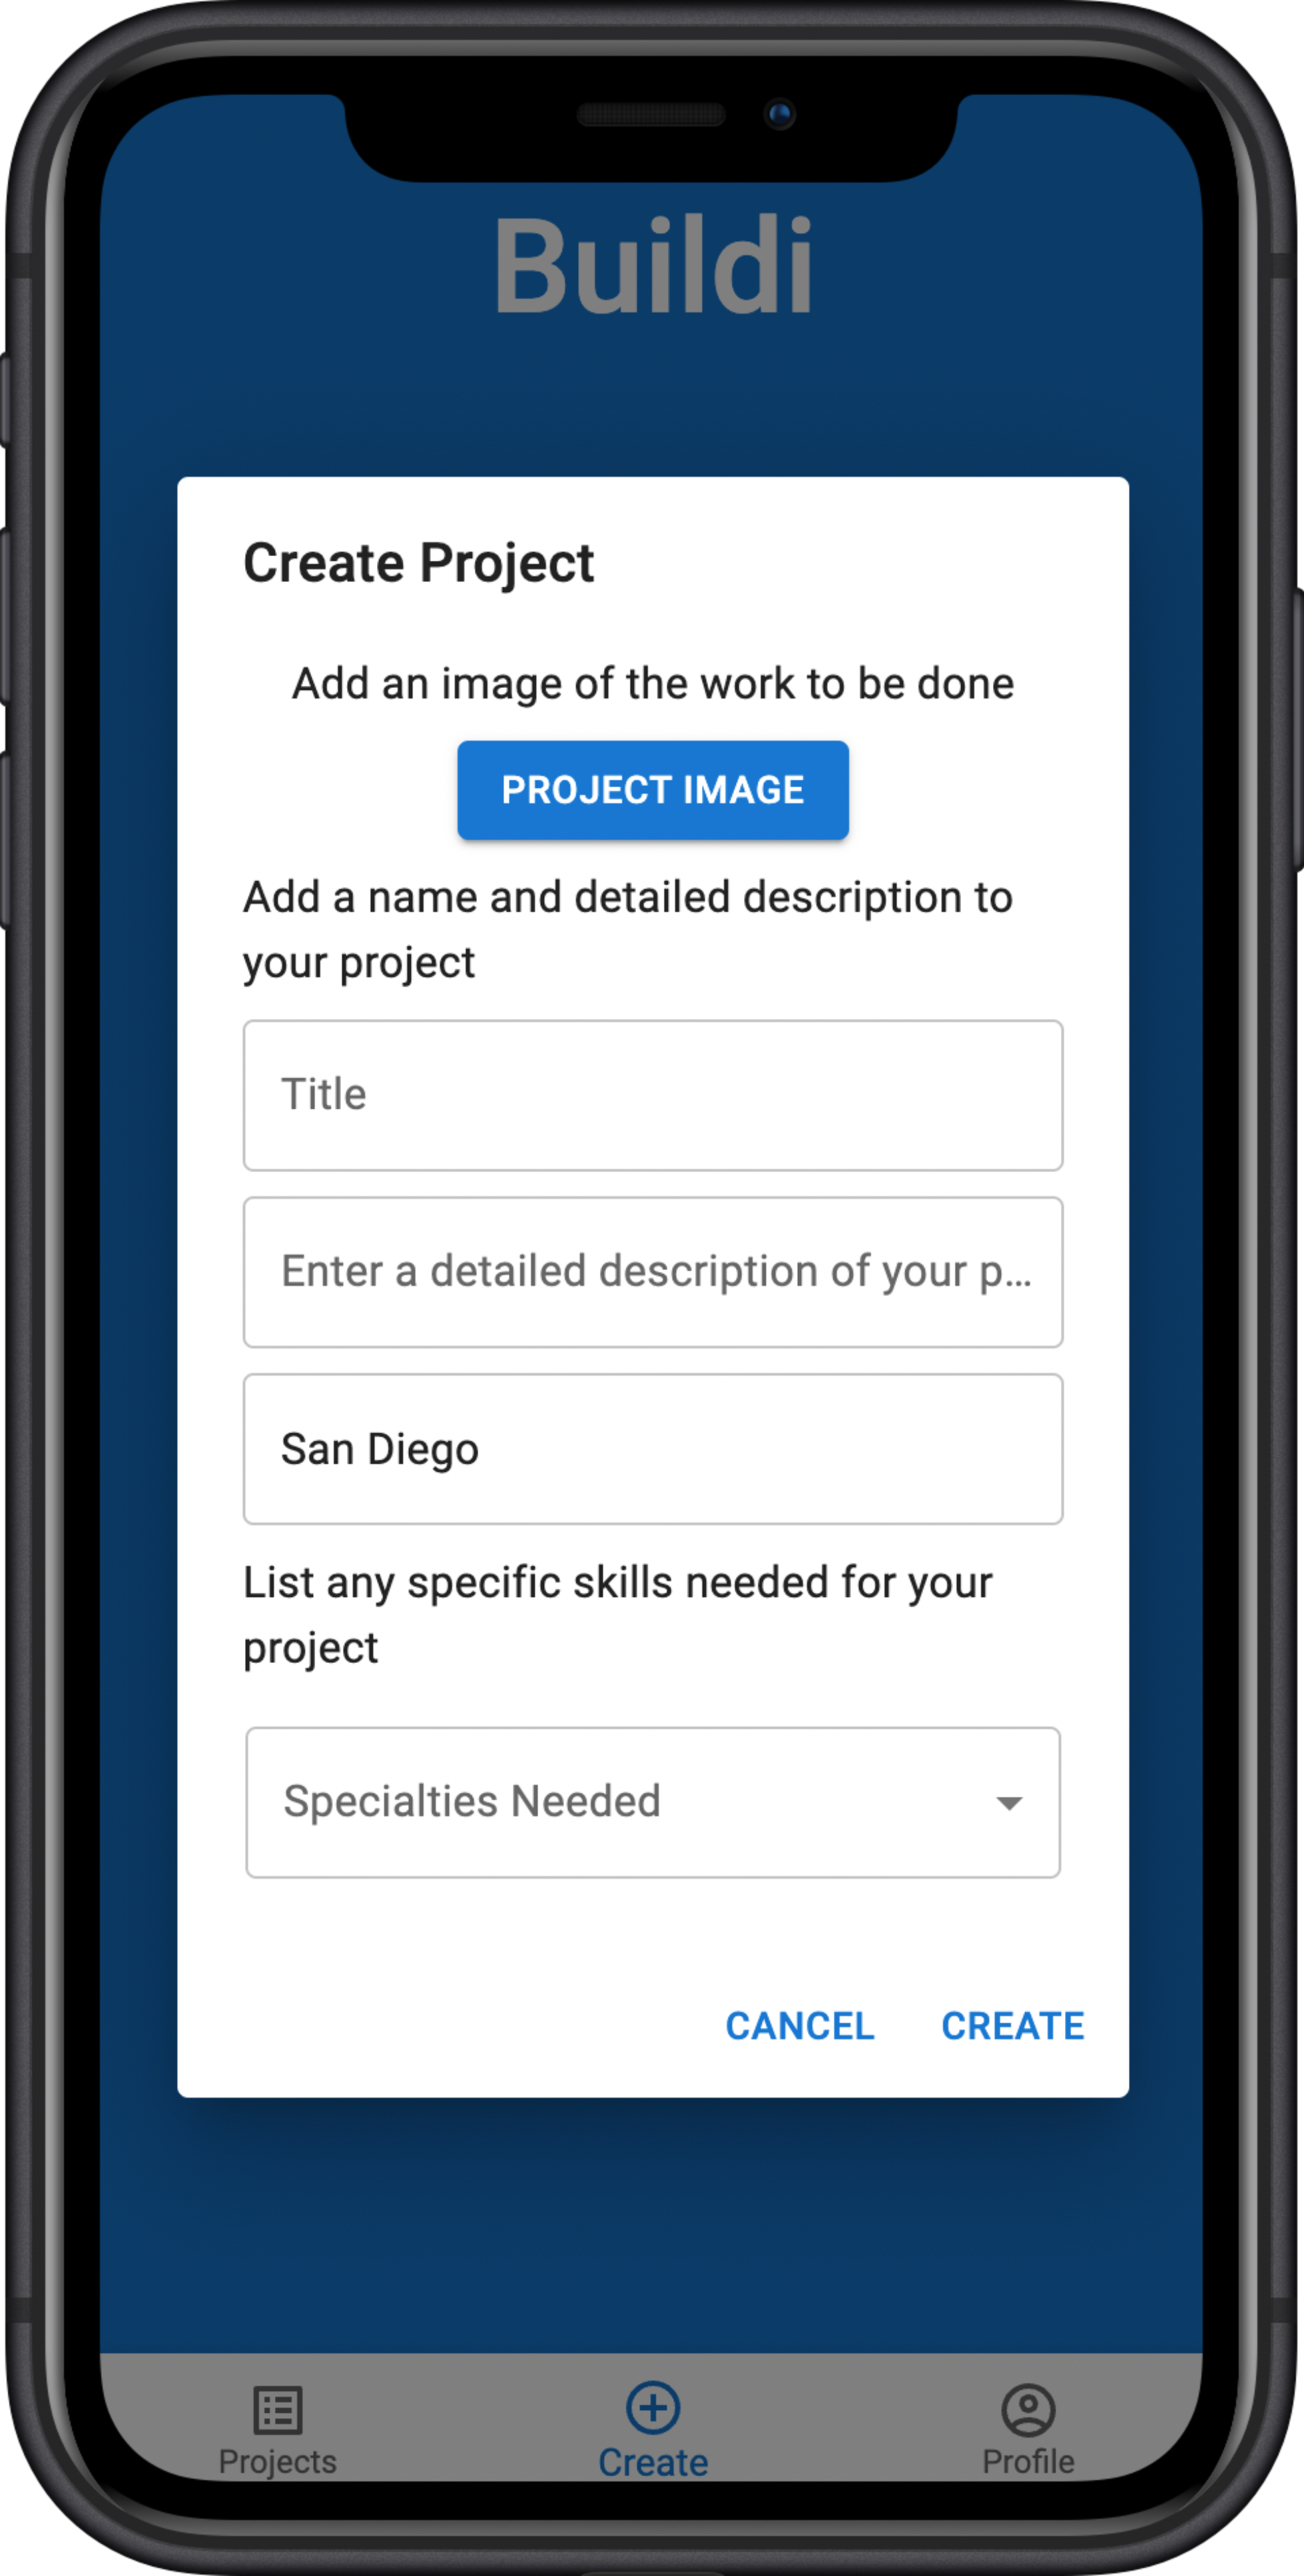 Buildi
Create Project
Add an image of the work to be done
PROJECT IMAGE
Add a name and detailed description to
your project
Title
Enter a detailed description of your p...
San Diego
List any specific skills needed for your
project
Specialties Needed
CANCEL CREATE
Projects Create Profile